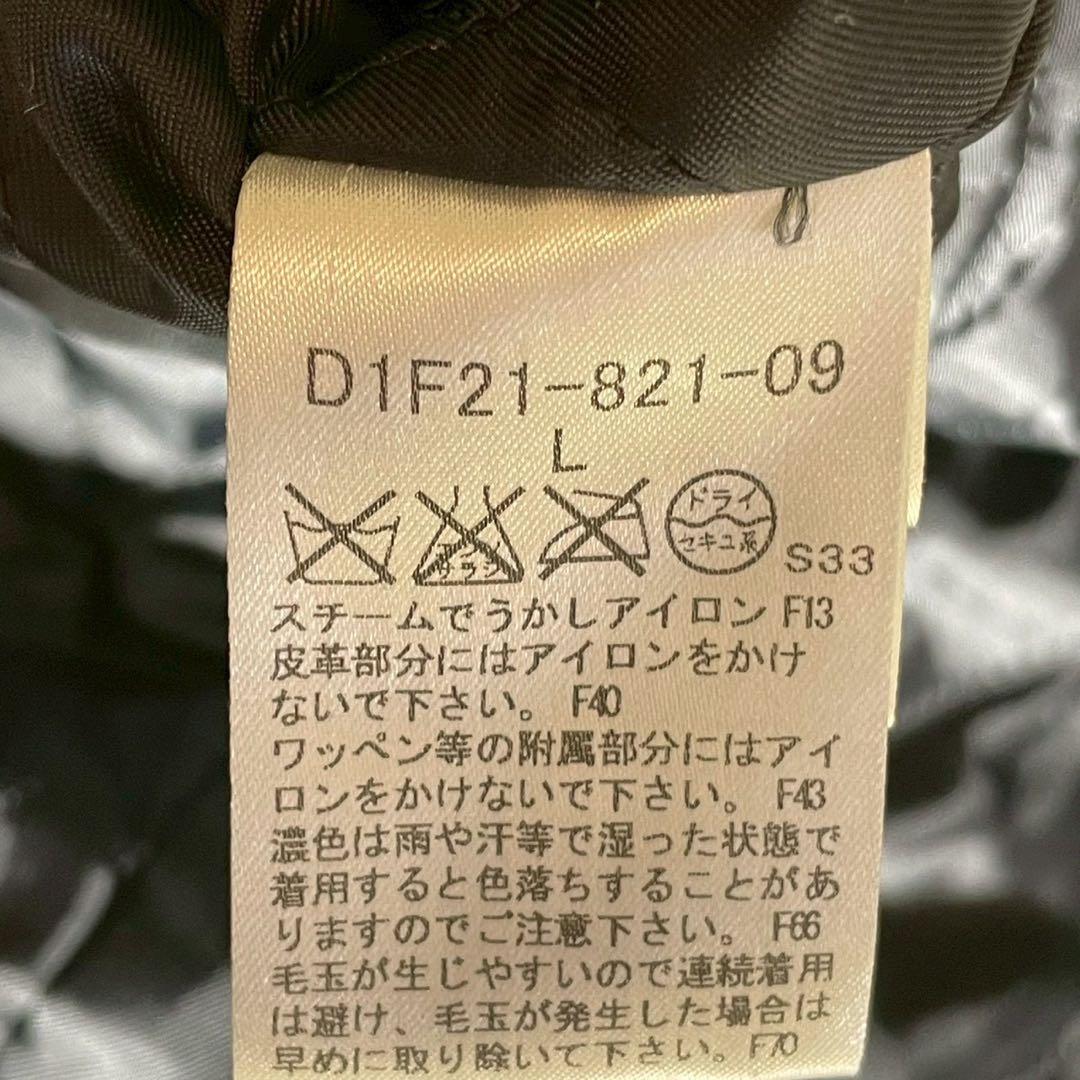 D1F21-821-09
L
エンソ
サラシ
ドライ
セキユ系
S33
スチームでうかしアイロン F13
皮革部分にはアイロンをかけ
ないで下さい。 F40
ワッペン等の附属部分にはアイ
ロンをかけないで下さい。 F43
濃色は雨や汗等で湿った状態で
着用すると色落ちすることがあ
りますのでご注意下さい。 F66
毛玉が生じやすいので連続着用
は避け、毛玉が発生した場合は
早めに取り除いて下さい。F70